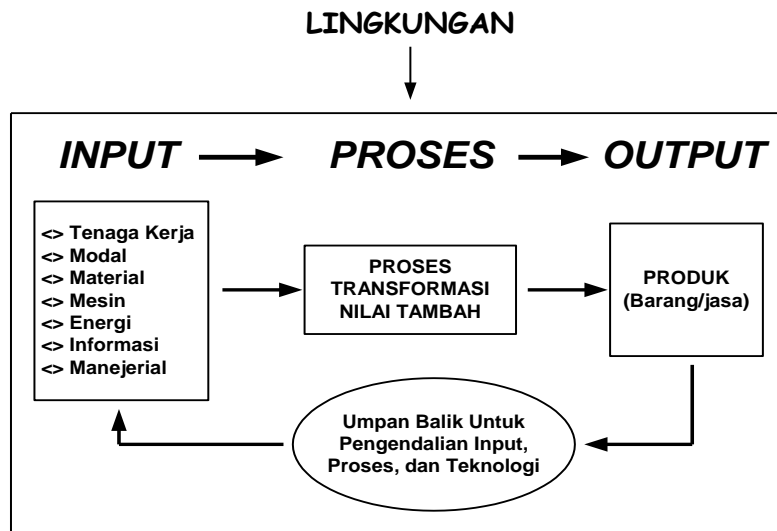 LINGKUNGAN
INPUT PROSES OUTPUT
<> Tenaga Kerja
<> Modal
<> Material
<> Mesin
<> Energi
<> Informasi
<> Manejerial
PROSES
TRANSFORMASI
NILAI TAMBAH
PRODUK
(Barang/jasa)
Umpan Balik Untuk
Pengendalian Input,
Proses, dan Teknologi